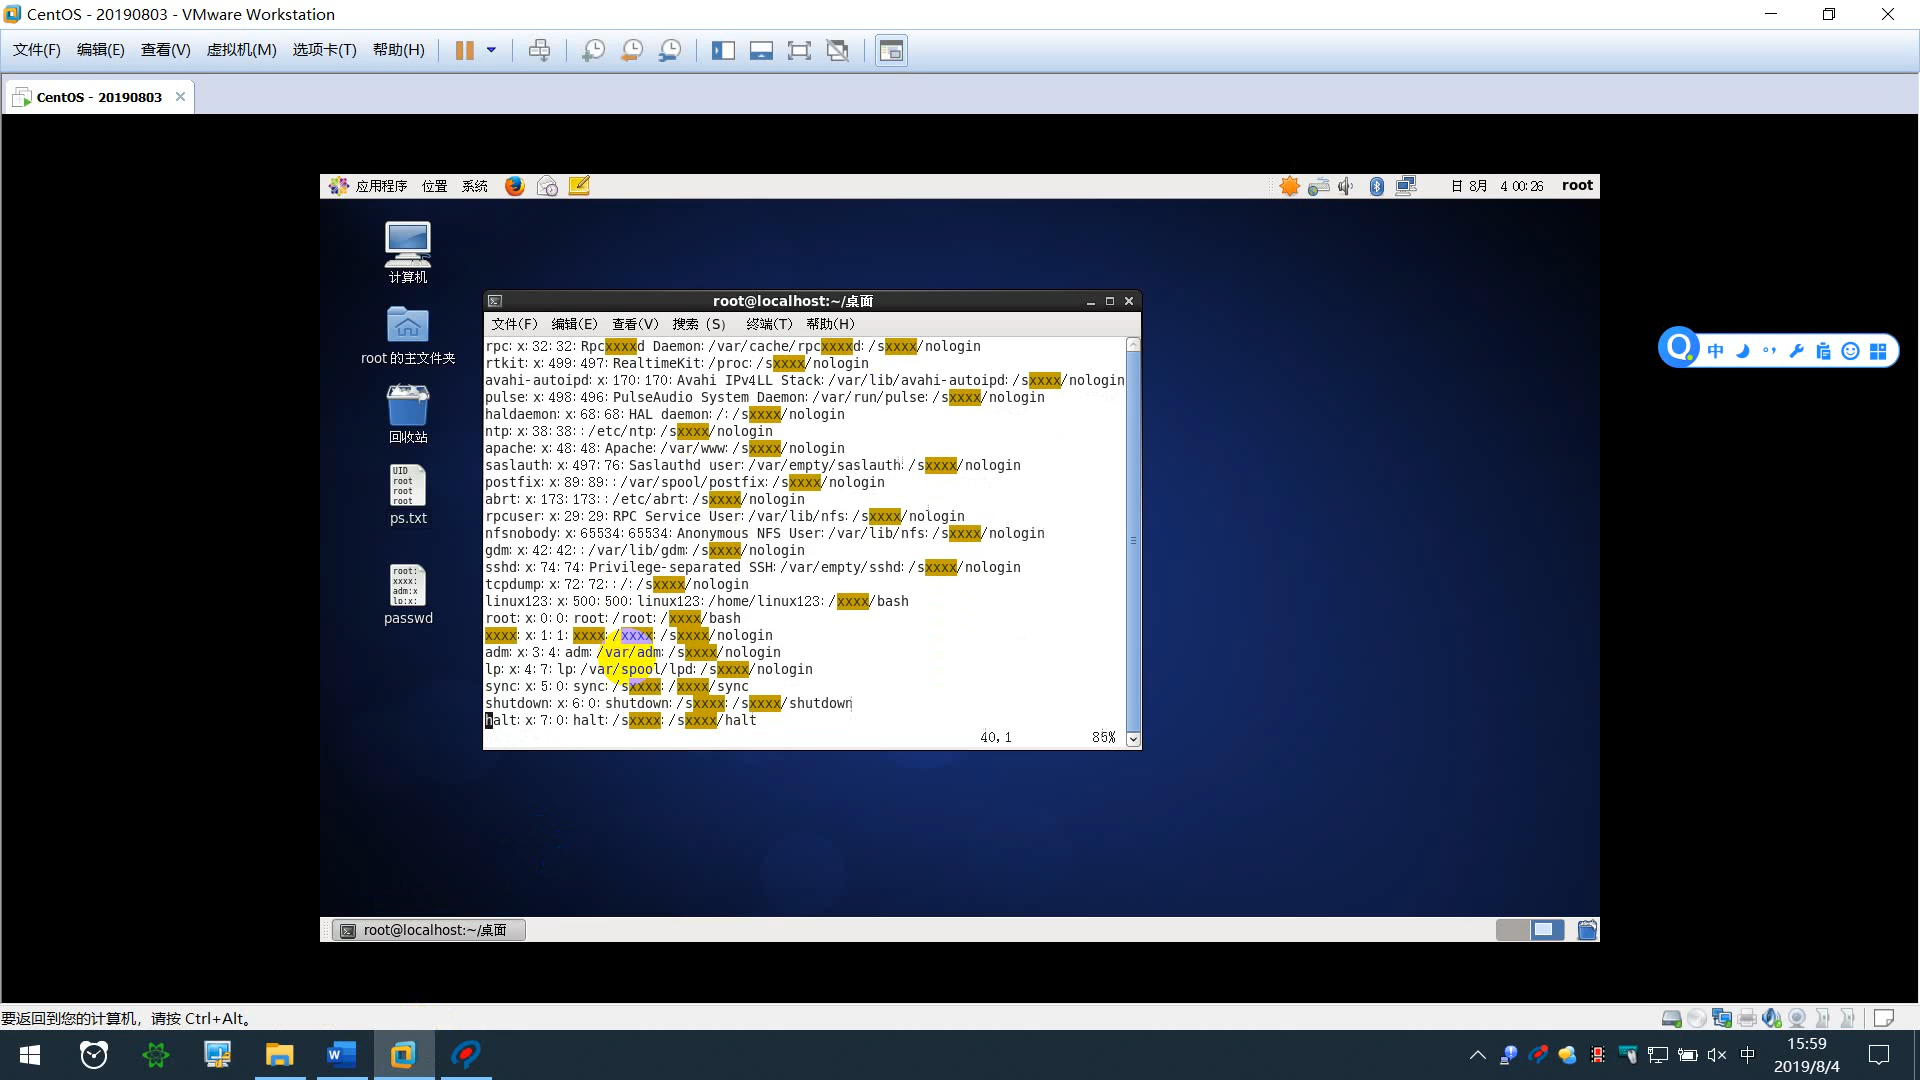 CentOS - 20190803 - VMware Workstation
文件(F) 编辑(E) 查看(V) 虚拟机(M) 选项卡(T) 帮助(H)
CentOS - 20190803
应用程序 位置 系统
日 8月 4 00:26 root
计算机
root 的主文件夹
回收站
UID
root
root
root
ps.txt
root:
xxxx:
adm:x
lp:x:
passwd
root@localhost:~/桌面
文件(F) 编辑(E) 查看(V) 搜索 (S) 终端(T) 帮助(H)
rpc:x:32:32:Rpcxxxxd Daemon:/var/cache/rpcxxxxd:/sxxxx/nologin
rtkit:x:499:497:RealtimeKit:/proc:/sxxxx/nologin
avahi-autoipd:x:170:170:Avahi IPv4LL Stack:/var/lib/avahi-autoipd:/sxxxx/nologin
pulse:x:498:496:PulseAudio System Daemon:/var/run/pulse:/sxxxx/nologin
haldaemon:x:68:68:HAL daemon:/:/sxxxx/nologin
ntp:x:38:38::/etc/ntp:/sxxxx/nologin
apache:x:48:48:Apache:/var/www:/sxxxx/nologin
saslauth:x:497:76:Saslauthd user:/var/empty/saslauth:/sxxxx/nologin
postfix:x:89:89::/var/spool/postfix:/sxxxx/nologin
abrt:x:173:173::/etc/abrt:/sxxxx/nologin
rpcuser:x:29:29:RPC Service User:/var/lib/nfs:/sxxxx/nologin
nfsnobody:x:65534:65534:Anonymous NFS User:/var/lib/nfs:/sxxxx/nologin
gdm:x:42:42::/var/lib/gdm:/sxxxx/nologin
sshd:x:74:74:Privilege-separated SSH:/var/empty/sshd:/sxxxx/nologin
tcpdump:x:72:72::/:/sxxxx/nologin
linux123:x:500:500:linux123:/home/linux123:/xxxx/bash
root:x:0:0:root:/root:/xxxx/bash
xxxx:x:1:1:xxxx:/xxxx:/sxxxx/nologin
adm:x:3:4:adm:/var/adm:/sxxxx/nologin
lp:x:4:7:lp:/var/spool/lpd:/sxxxx/nologin
sync:x:5:0:sync:/sxxxx:/xxxx/sync
shutdown:x:6:0:shutdown:/sxxxx:/sxxxx/shutdown
halt:x:7:0:halt:/sxxxx:/sxxxx/halt
40,1 85%
中
root@localhost:~/桌面
要返回到您的计算机，请按 Ctrl+Alt。
中
15:59
2019/8/4